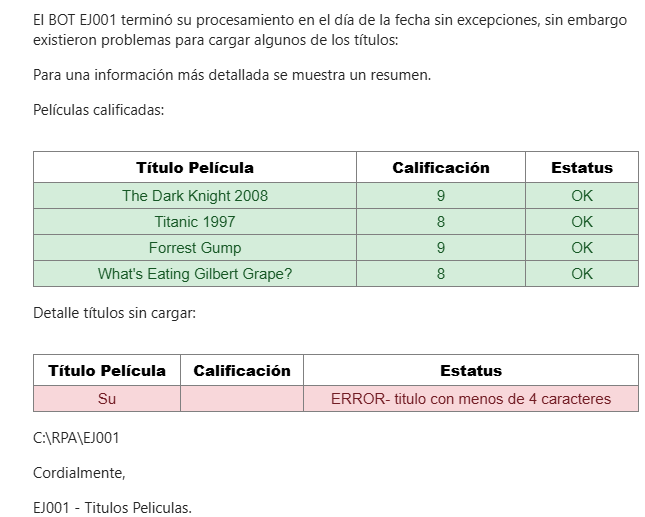 El BOT EJ001 terminó su procesamiento en el día de la fecha sin excepciones, sin embargo
existieron problemas para cargar algunos de los títulos:
Para una información más detallada se muestra un resumen.
Películas calificadas:
Título Película Calificación Estatus
The Dark Knight 2008 9 OK
Titanic 1997 8 OK
Forrest Gump 9 OK
What's Eating Gilbert Grape? 8 OK
Detalle títulos sin cargar:
Título Película Calificación Estatus
Su ERROR- titulo con menos de 4 caracteres
C:\RPA\EJ001
Cordialmente,
EJ001 - Titulos Peliculas.